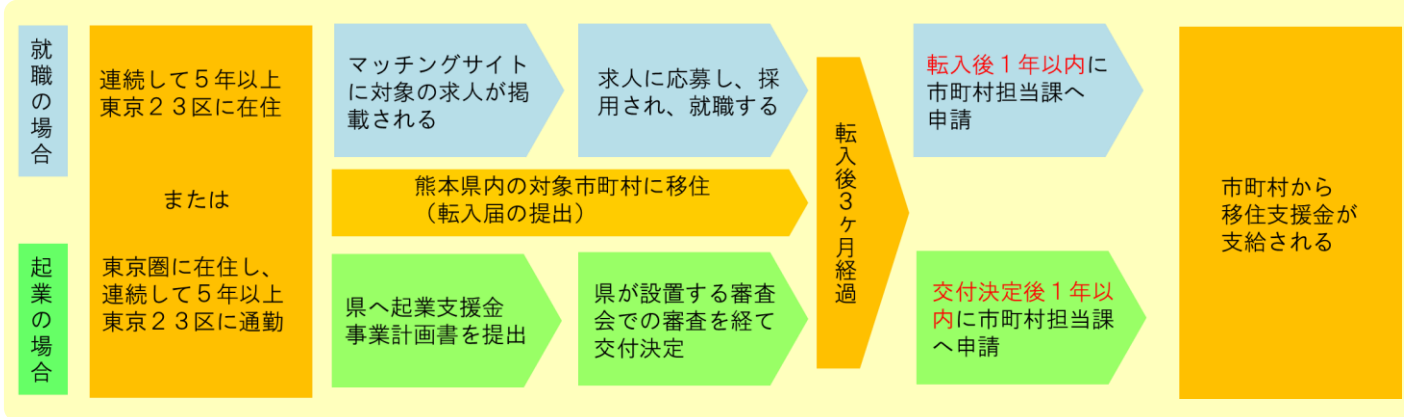 就職の場合
連続して５年以上
東京２３区に在住
または
東京圏に在住し、
連続して５年以上
東京２３区に通勤
マッチングサイト
に対象の求人が掲
載される
求人に応募し、採
用され、就職する
熊本県内の対象市町村に移住
（転入届の提出）
起業の場合
県へ起業支援金
事業計画書を提出
県が設置する審査
会での審査を経て
交付決定
転入後３ヶ月経過
転入後１年以内に
市町村担当課へ
申請
交付決定後１年以
内に市町村担当課
へ申請
市町村から
移住支援金が
支給される